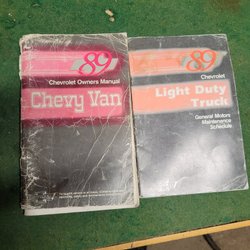 89
Chevrolet Owners Manual
Chevy Van
89
Chevrolet
Light Duty
Truck
General Motors
Maintenance
Schedule